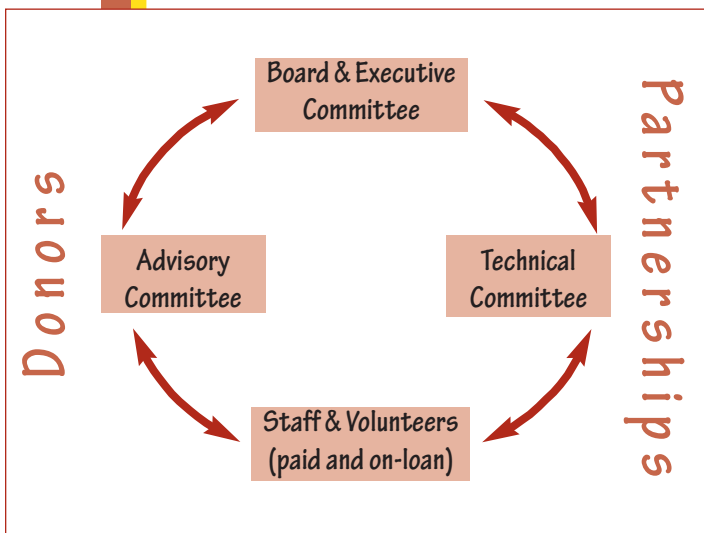 Board & Executive
Committee
Donors
Partnerships
Advisory
Committee
Technical
Committee
Staff & Volunteers
(paid and on-loan)